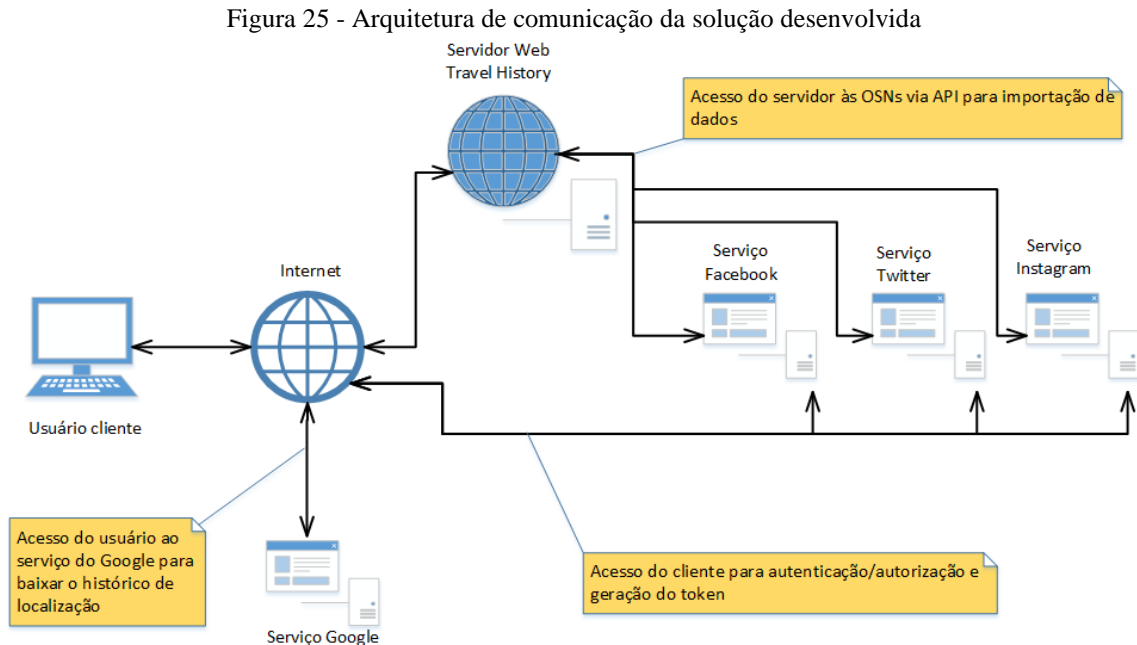 Figura 25 - Arquitetura de comunicação da solução desenvolvida
Servidor Web
Travel History
Acesso do servidor às OSNs via API para importação de
dados
Serviço
Facebook
Serviço
Twitter
Serviço
Instagram
Internet
Usuário cliente
Acesso do usuário ao
serviço do Google para
baixar o histórico de
localização
Acesso do cliente para autenticação/autorização e
geração do token
Serviço Google